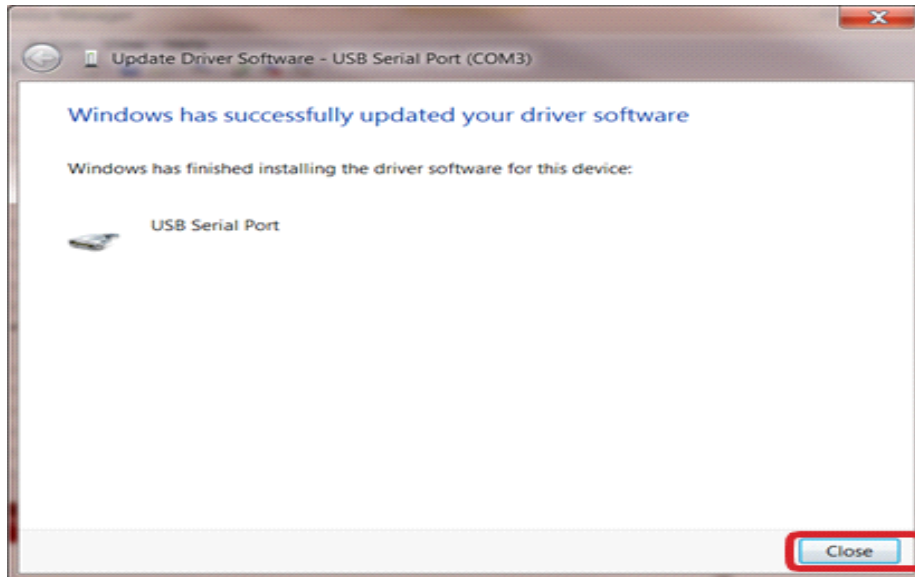 Update Driver Software - USB Serial Port (COM3)
Windows has successfully updated your driver software
Windows has finished installing the driver software for this device:
USB Serial Port
Close